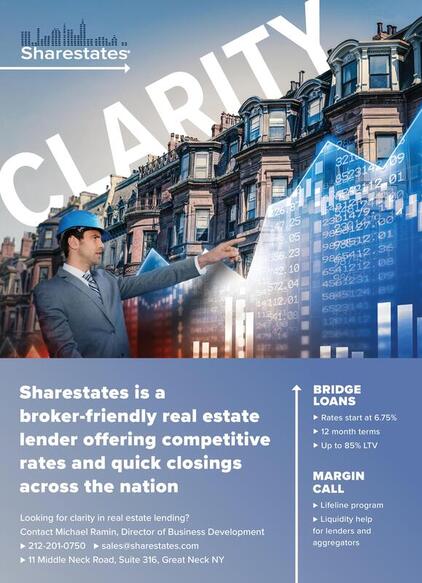 Sharestates®
CLARITY
Sharestates is a
broker-friendly real estate
lender offering competitive
rates and quick closings
across the nation
Looking for clarity in real estate lending?
Contact Michael Ramin, Director of Business Development
▶ 212-201-0750 ▶ sales@sharestates.com
▶ 11 Middle Neck Road, Suite 316, Great Neck NY
BRIDGE
LOANS
▶ Rates start at 6.75%
▶ 12 month terms
▶ Up to 85% LTV
MARGIN
CALL
▶ Lifeline program
▶ Liquidity help
for lenders and
aggregators